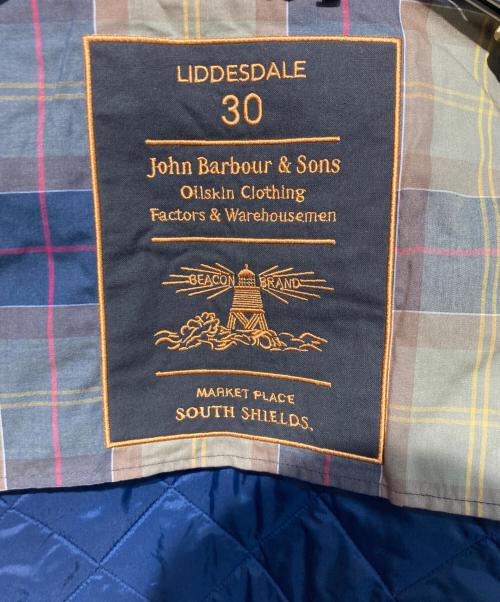 LIDDESDALE
30
John Barbour & Sons
Oilskin Clothing
Factors & Warehousemen
BEACON BRAND
MARKET PLACE
SOUTH SHIELDS.